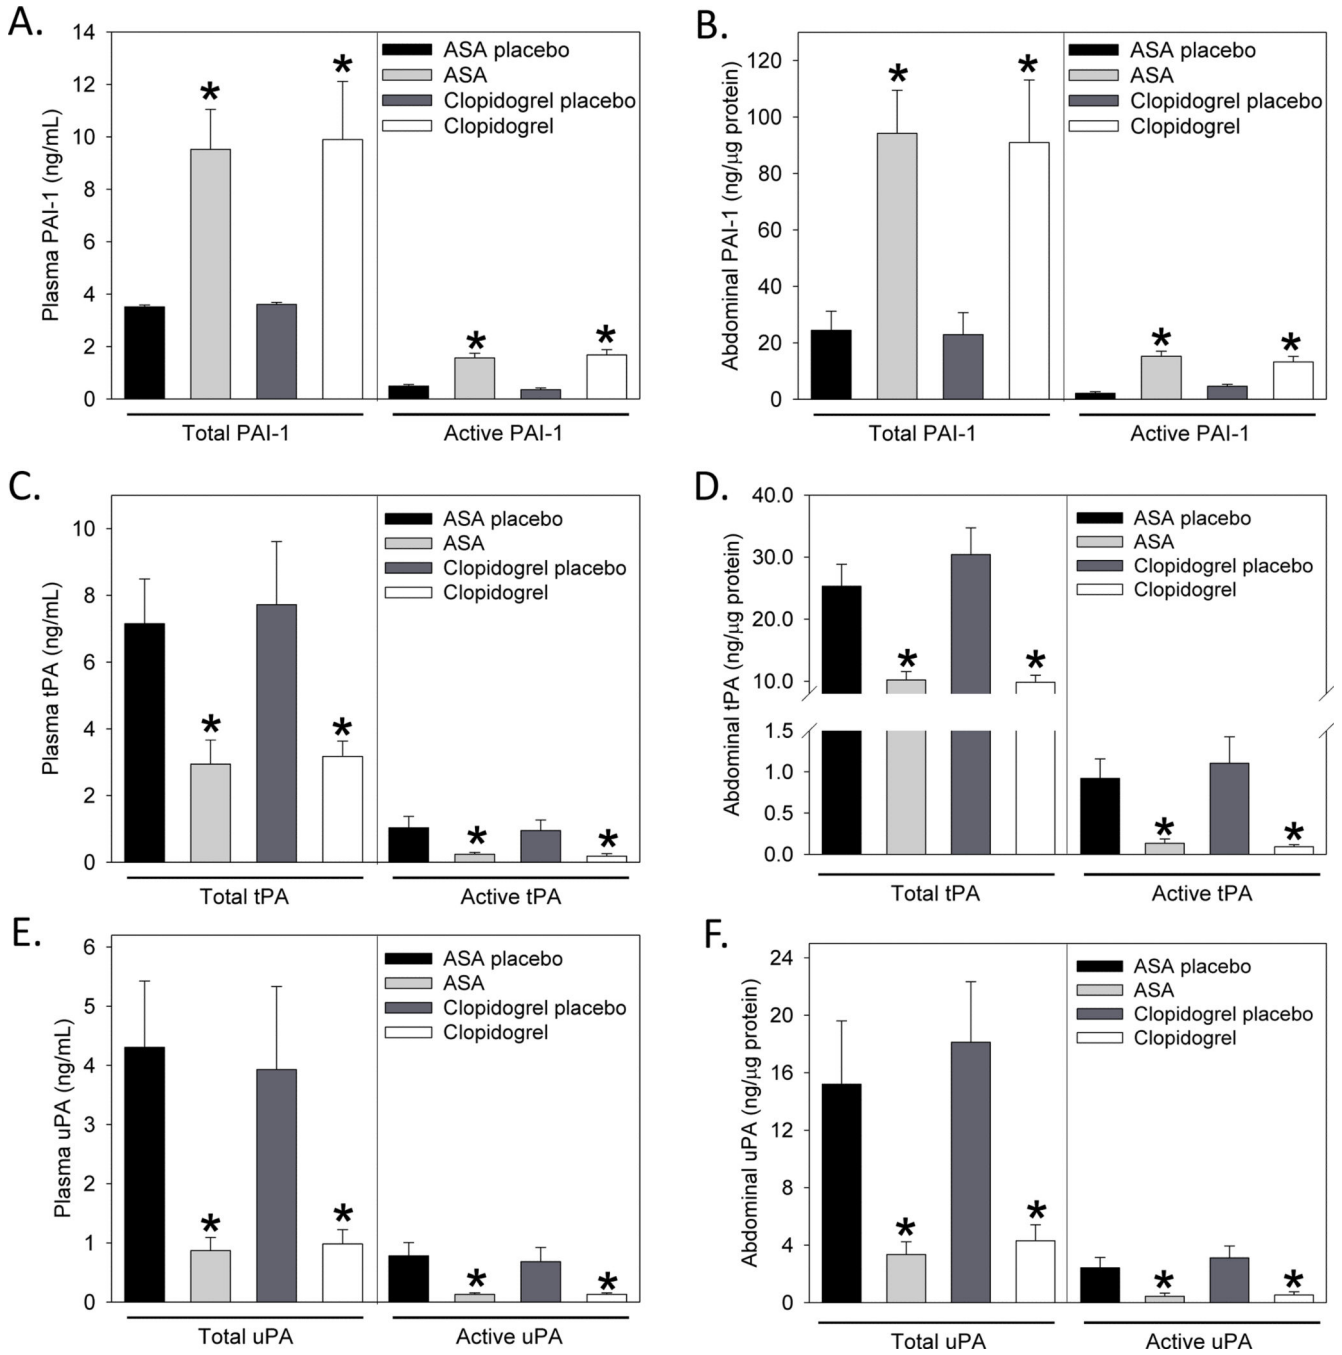 A.
Plasma PAI-1 (ng/mL)
14
12
10
8
6
4
2
0
*
*
*
*
ASA placebo
ASA
Clopidogrel placebo
Clopidogrel
Total PAI-1
Active PAI-1
B.
Abdominal PAI-1 (ng/μg protein)
120
100
80
60
40
20
0
*
*
*
*
ASA placebo
ASA
Clopidogrel placebo
Clopidogrel
Total PAI-1
Active PAI-1
C.
Plasma tPA (ng/mL)
10
8
6
4
2
0
*
*
*
*
ASA placebo
ASA
Clopidogrel placebo
Clopidogrel
Total tPA
Active tPA
D.
Abdominal tPA (ng/μg protein)
40.0
30.0
20.0
10.0
1.5
1.0
0.5
0.0
*
*
*
*
ASA placebo
ASA
Clopidogrel placebo
Clopidogrel
Total tPA
Active tPA
E.
Plasma uPA (ng/mL)
6
5
4
3
2
1
0
*
*
*
*
ASA placebo
ASA
Clopidogrel placebo
Clopidogrel
Total uPA
Active uPA
F.
Abdominal uPA (ng/μg protein)
24
20
16
12
8
4
0
*
*
*
*
ASA placebo
ASA
Clopidogrel placebo
Clopidogrel
Total uPA
Active uPA